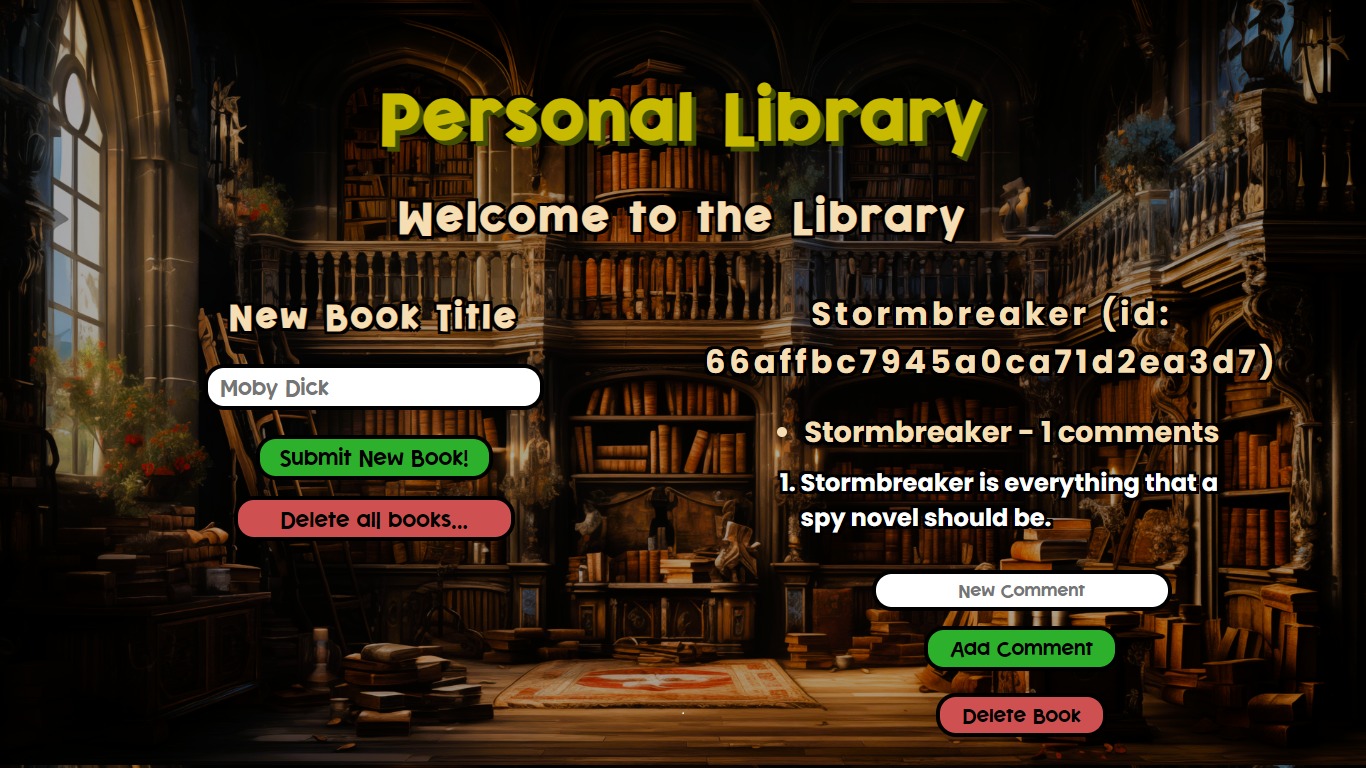 Personal Library
Welcome to the Library
New Book Title
Moby Dick
Submit New Book!
Delete all books...
Stormbreaker (id:
66affbc7945a0ca71d2ea3d7)
• Stormbreaker - 1 comments
1. Stormbreaker is everything that a
spy novel should be.
New Comment
Add Comment
Delete Book